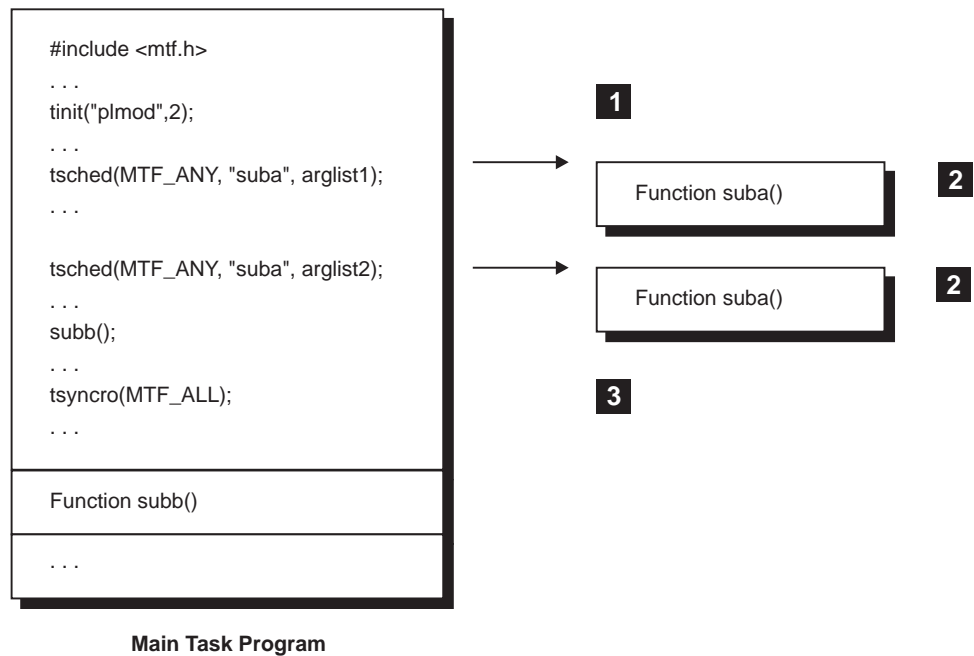 #include <mtf.h>
. . .
tinit("plmod",2);
. . .
tsched(MTF_ANY, "suba", arglist1);
. . .
tsched(MTF_ANY, "suba", arglist2);
. . .
subb();
. . .
tsyncro(MTF_ALL);
. . .
Function subb()
. . .
Main Task Program
1
Function suba()
2
Function suba()
2
3